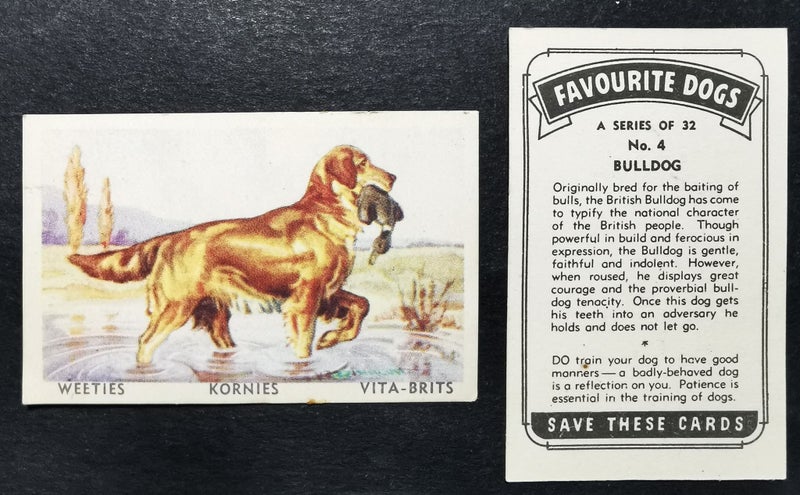 WEETIES KORNIES VITA-BRITS
FAVOURITE DOGS
A SERIES OF 32
No. 4
BULLDOG
Originally bred for the baiting of
bulls, the British Bulldog has come
to typify the national character
of the British people. Though
powerful in build and ferocious in
expression, the Bulldog is gentle,
faithful and indolent. However,
when roused, he displays great
courage and the proverbial bull-
dog tenacity. Once this dog gets
his teeth into an adversary he
holds and does not let go.
*
DO train your dog to have good
manners — a badly-behaved dog
is a reflection on you. Patience is
essential in the training of dogs.
SAVE THESE CARDS